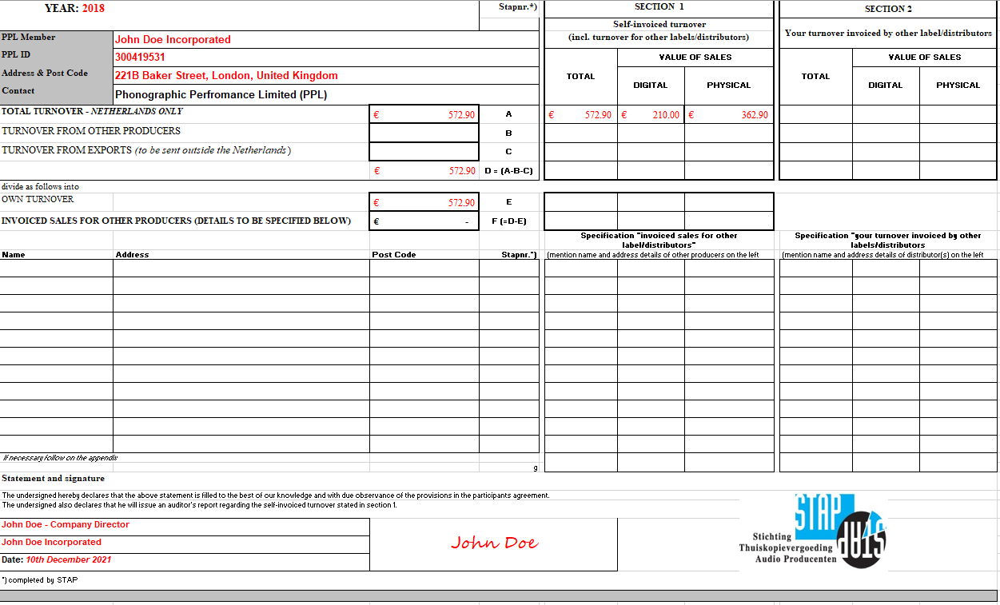 YEAR: 2018
Stapnr.*)
SECTION 1
SECTION 2
Self-invoiced turnover
(incl. turnover for other labels/distributors)
Your turnover invoiced by other label/distributors
PPL Member
John Doe Incorporated
PPL ID
300419531
TOTAL
VALUE OF SALES
TOTAL
VALUE OF SALES
Address & Post Code
221B Baker Street, London, United Kingdom
DIGITAL
PHYSICAL
DIGITAL
PHYSICAL
Contact
Phonographic Perfromance Limited (PPL)
TOTAL TURNOVER - NETHERLANDS ONLY
€ 572.90
A
€ 572.90
€ 210.00
€ 362.90
TURNOVER FROM OTHER PRODUCERS
B
TURNOVER FROM EXPORTS (to be sent outside the Netherlands)
C
€ 572.90
D = (A-B-C)
divide as follows into
OWN TURNOVER
€ 572.90
E
INVOICED SALES FOR OTHER PRODUCERS (DETAILS TO BE SPECIFIED BELOW)
€ -
F (=D-E)
Specification "invoiced sales for other
label/distributors"
Specification "your turnover invoiced by other
labels/distributors
Name
Address
Post Code
Stapnr.*)
(mention name and address details of other producers on the left
(mention name and address details of distributor(s) on the left
If necessary follow on the appendix
g
Statement and signature
The undersigned hereby declares that the above statement is filled to the best of our knowledge and with due observance of the provisions in the participants agreement.
The undersigned also declares that he will issue an auditor's report regarding the self-invoiced turnover stated in section 1.
John Doe - Company Director
John Doe Incorporated
Date: 10th December 2021
John Doe
STAP
Stichting
Thuiskopievergoeding
Audio Producenten
STAP
*) completed by STAP